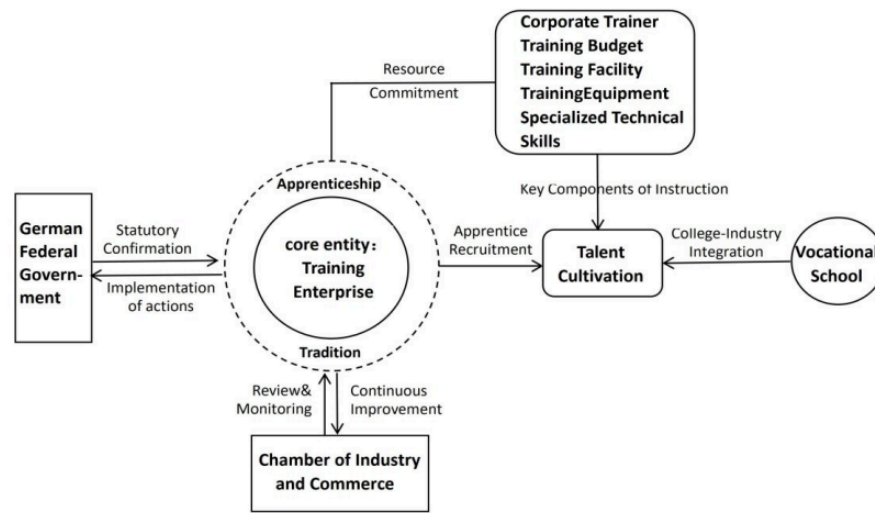 Corporate Trainer
Training Budget
Training Facility
TrainingEquipment
Specialized Technical
Skills
Resource
Commitment
Key Components of Instruction
Apprenticeship
core entity：
Training
Enterprise
Tradition
German
Federal
Govern-
ment
Statutory
Confirmation
Implementation
of actions
Apprentice
Recruitment
Talent
Cultivation
College-Industry
Integration
Vocational
School
Review&
Monitoring
Continuous
Improvement
Chamber of Industry
and Commerce